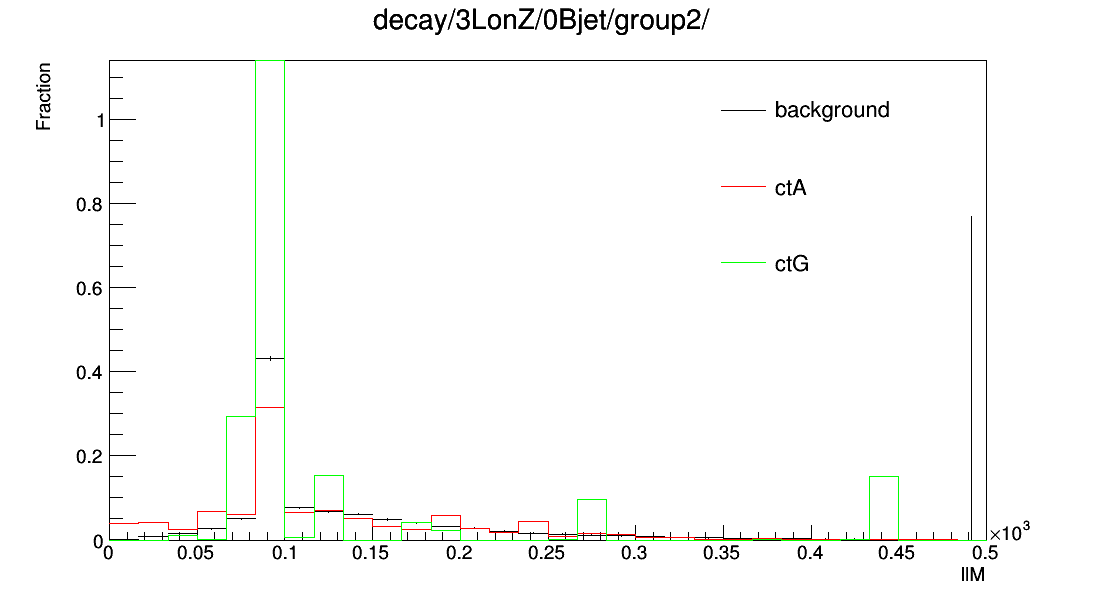 decay/3LonZ/0Bjet/group2/
Fraction
background
ctA
ctG
1
0.8
0.6
0.4
0.2
0
0 0.05 0.1 0.15 0.2 0.25 0.3 0.35 0.4 0.45 0.5
×10³
llM